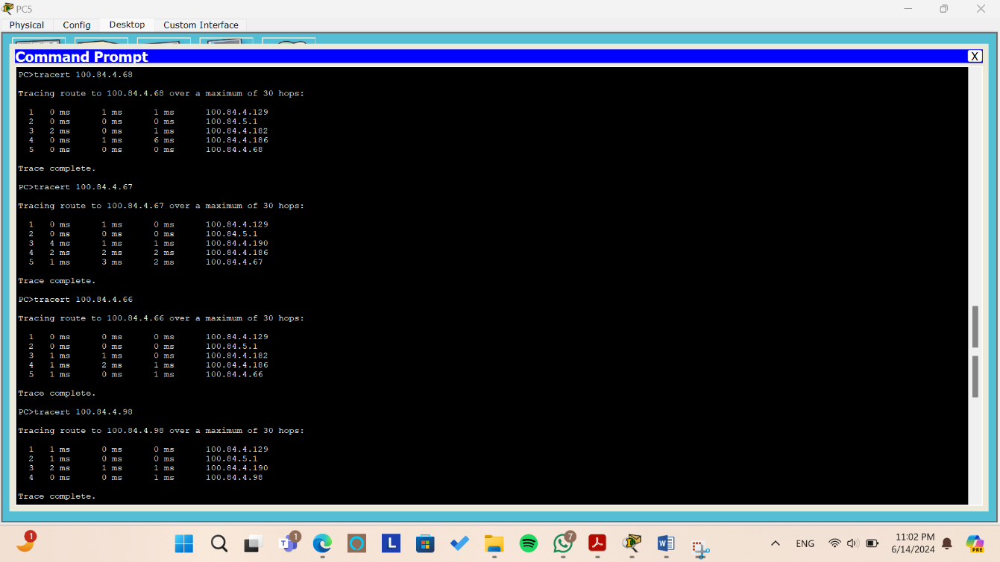 PC5
Physical Config Desktop Custom Interface
Command Prompt X
PC>tracert 100.84.4.68
Tracing route to 100.84.4.68 over a maximum of 30 hops:
1 0 ms 1 ms 1 ms 100.84.4.129
2 0 ms 0 ms 0 ms 100.84.5.1
3 2 ms 0 ms 1 ms 100.84.4.182
4 0 ms 1 ms 6 ms 100.84.4.186
5 0 ms 0 ms 0 ms 100.84.4.68
Trace complete.
PC>tracert 100.84.4.67
Tracing route to 100.84.4.67 over a maximum of 30 hops:
1 0 ms 1 ms 0 ms 100.84.4.129
2 0 ms 0 ms 0 ms 100.84.5.1
3 4 ms 1 ms 1 ms 100.84.4.190
4 2 ms 2 ms 2 ms 100.84.4.186
5 1 ms 3 ms 2 ms 100.84.4.67
Trace complete.
PC>tracert 100.84.4.66
Tracing route to 100.84.4.66 over a maximum of 30 hops:
1 0 ms 0 ms 0 ms 100.84.4.129
2 0 ms 0 ms 0 ms 100.84.5.1
3 1 ms 1 ms 0 ms 100.84.4.182
4 1 ms 2 ms 1 ms 100.84.4.186
5 1 ms 0 ms 1 ms 100.84.4.66
Trace complete.
PC>tracert 100.84.4.98
Tracing route to 100.84.4.98 over a maximum of 30 hops:
1 1 ms 0 ms 0 ms 100.84.4.129
2 1 ms 0 ms 0 ms 100.84.5.1
3 2 ms 1 ms 1 ms 100.84.4.190
4 0 ms 0 ms 1 ms 100.84.4.98
Trace complete.
1 T 1 L 7 W ENG 11:02 PM PRE
6/14/2024